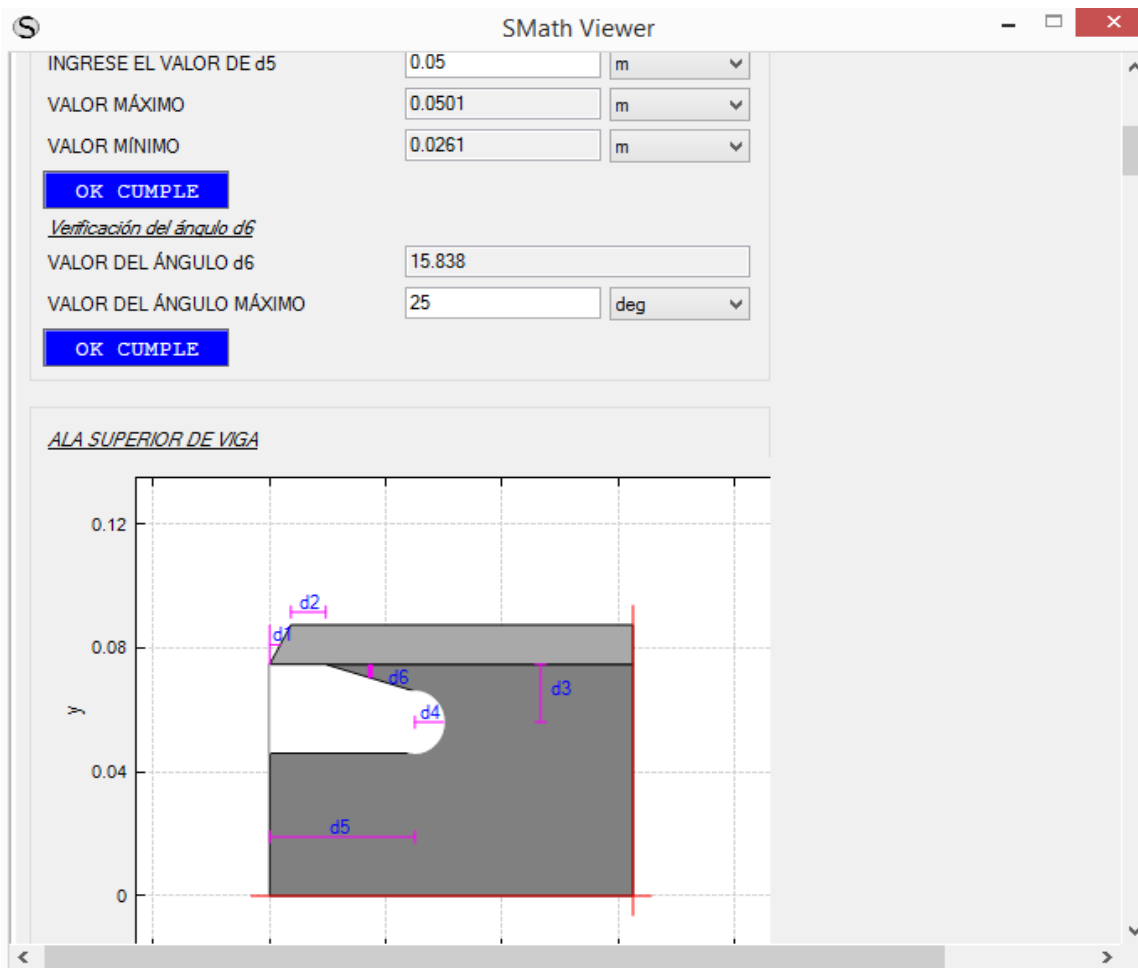 SMath Viewer
INGRESE EL VALOR DE d5 0.05 m
VALOR MÁXIMO 0.0501 m
VALOR MÍNIMO 0.0261 m
OK CUMPLE
Verificación del ángulo d6
VALOR DEL ÁNGULO d6 15.838
VALOR DEL ÁNGULO MÁXIMO 25 deg
OK CUMPLE
ALA SUPERIOR DE VIGA
0.12
d2
d1
0.08
d6
d3
d4
y
0.04
d5
0